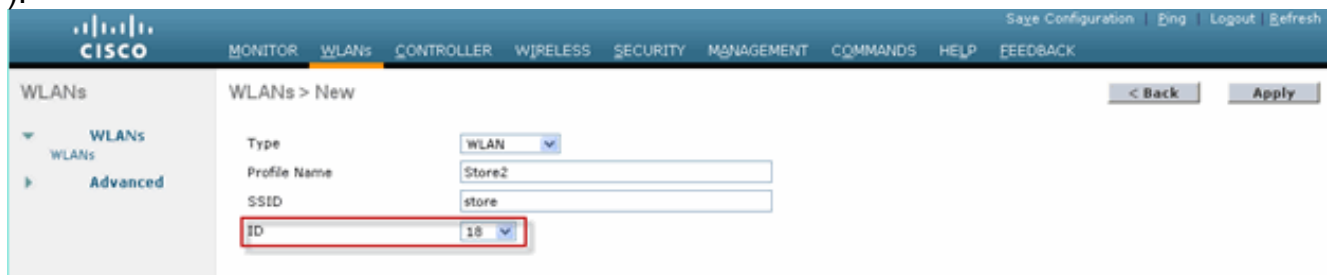 ).
Save Configuration | Ping | Logout | Refresh
CISCO
MONITOR WLANs CONTROLLER WIRELESS SECURITY MANAGEMENT COMMANDS HELP FEEDBACK
WLANs
WLANs > New
< Back
Apply
WLANs
WLANs
Advanced
Type WLAN
Profile Name Store2
SSID store
ID 18